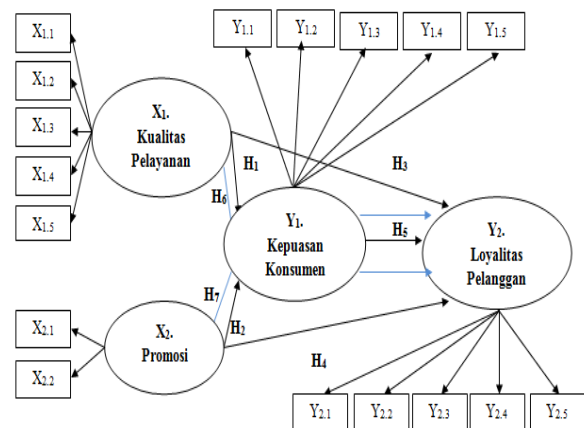 X1.1
X1.2
X1.3
X1.4
X1.5
Y1.1
Y1.2
Y1.3
Y1.4
Y1.5
X1.
Kualitas
Pelayanan
H1
H3
H6
Y1.
Kepuasan
Konsumen
H5
Y2.
Loyalitas
Pelanggan
H7
H2
X2.1
X2.2
X2.
Promosi
H4
Y2.1
Y2.2
Y2.3
Y2.4
Y2.5